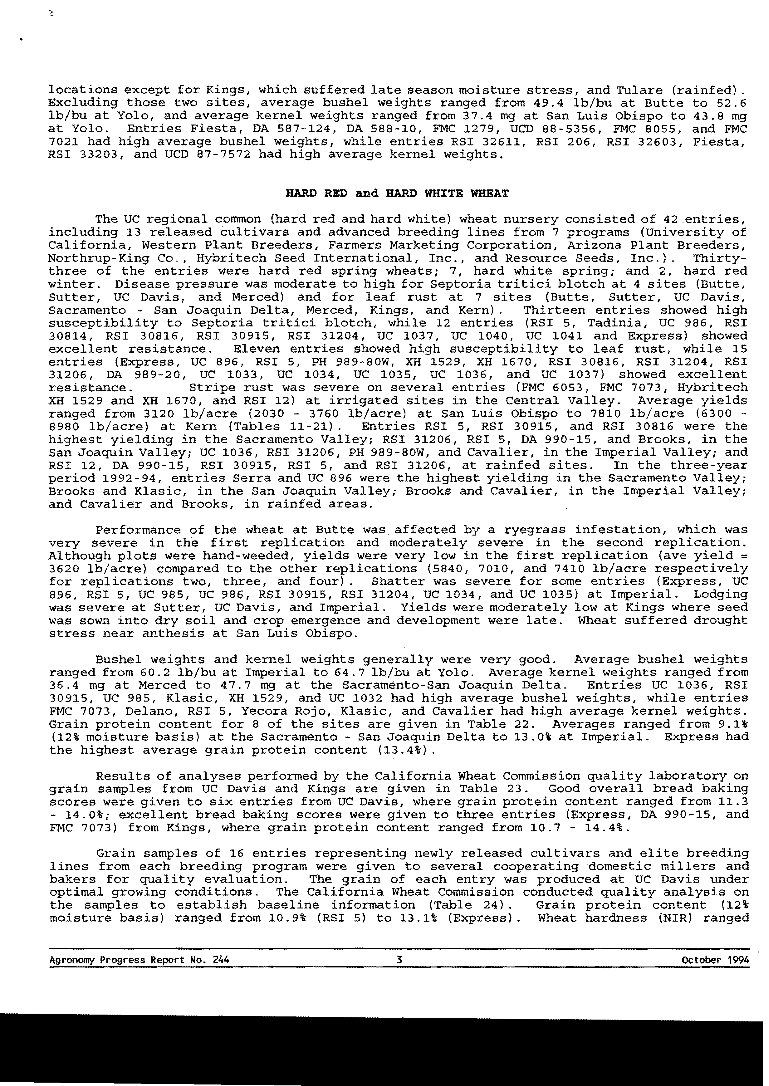 locations except for Kings, which suffered late season moisture stress, and Tulare (rainfed).
Excluding those two sites, average bushel weights ranged from 49.4 lb/bu at Butte to 52.6
lb/bu at Yolo, and average kernel weights ranged from 37.4 mg at San Luis Obispo to 43.8 mg
at Yolo. Entries Fiesta, DA 587-124, DA 588-10, FMC 1279, UCD 88-5356, FMC 8055, and FMC
7021 had high average bushel weights, while entries RSI 32611, RSI 206, RSI 32603, Fiesta,
RSI 33203, and UCD 87-7572 had high average kernel weights.
HARD RED and HARD WHITE WHEAT
The UC regional common (hard red and hard white) wheat nursery consisted of 42 entries,
including 13 released cultivars and advanced breeding lines from 7 programs (University of
California, Western Plant Breeders, Farmers Marketing Corporation, Arizona Plant Breeders,
Northrup-King Co., Hybritech Seed International, Inc., and Resource Seeds, Inc.). Thirty-
three of the entries were hard red spring wheats; 7, hard white spring; and 2, hard red
winter. Disease pressure was moderate to high for Septoria tritici blotch at 4 sites (Butte,
Sutter, UC Davis, and Merced) and for leaf rust at 7 sites (Butte, Sutter, UC Davis,
Sacramento - San Joaquin Delta, Merced, Kings, and Kern). Thirteen entries showed high
susceptibility to Septoria tritici blotch, while 12 entries (RSI 5, Tadinia, UC 986, RSI
30814, RSI 30816, RSI 30915, RSI 31204, UC 1037, UC 1040, UC 1041 and Express) showed
excellent resistance. Eleven entries showed high susceptibility to leaf rust, while 15
entries (Express, UC 896, RSI 5, PH 989-80W, XH 1529, XH 1670, RSI 30816, RSI 31204, RSI
31206, DA 989-20, UC 1033, UC 1034, UC 1035, UC 1036, and UC 1037) showed excellent
resistance. Stripe rust was severe on several entries (FMC 6053, FMC 7073, Hybritech
XH 1529 and XH 1670, and RSI 12) at irrigated sites in the Central Valley. Average yields
ranged from 3120 lb/acre (2030 - 3760 lb/acre) at San Luis Obispo to 7810 lb/acre (6300 -
8980 lb/acre) at Kern (Tables 11-21). Entries RSI 5, RSI 30915, and RSI 30816 were the
highest yielding in the Sacramento Valley; RSI 31206, RSI 5, DA 990-15, and Brooks, in the
San Joaquin Valley; UC 1036, RSI 31206, PH 989-80W, and Cavalier, in the Imperial Valley; and
RSI 12, DA 990-15, RSI 30915, RSI 5, and RSI 31206, at rainfed sites. In the three-year
period 1992-94, entries Serra and UC 896 were the highest yielding in the Sacramento Valley;
Brooks and Klasic, in the San Joaquin Valley; Brooks and Cavalier, in the Imperial Valley;
and Cavalier and Brooks, in rainfed areas.
Performance of the wheat at Butte was affected by a ryegrass infestation, which was
very severe in the first replication and moderately severe in the second replication.
Although plots were hand-weeded, yields were very low in the first replication (ave yield =
3620 lb/acre) compared to the other replications (5840, 7010, and 7410 lb/acre respectively
for replications two, three, and four). Shatter was severe for some entries (Express, UC
896, RSI 5, UC 985, UC 986, RSI 30915, RSI 31204, UC 1034, and UC 1035) at Imperial. Lodging
was severe at Sutter, UC Davis, and Imperial. Yields were moderately low at Kings where seed
was sown into dry soil and crop emergence and development were late. Wheat suffered drought
stress near anthesis at San Luis Obispo.
Bushel weights and kernel weights generally were very good. Average bushel weights
ranged from 60.2 lb/bu at Imperial to 64.7 lb/bu at Yolo. Average kernel weights ranged from
36.4 mg at Merced to 47.7 mg at the Sacramento-San Joaquin Delta. Entries UC 1036, RSI
30915, UC 985, Klasic, XH 1529, and UC 1032 had high average bushel weights, while entries
FMC 7073, Delano, RSI 5, Yecora Rojo, Klasic, and Cavalier had high average kernel weights.
Grain protein content for 8 of the sites are given in Table 22. Averages ranged from 9.1%
(12% moisture basis) at the Sacramento - San Joaquin Delta to 13.0% at Imperial. Express had
the highest average grain protein content (13.4%).
Results of analyses performed by the California Wheat Commission quality laboratory on
grain samples from UC Davis and Kings are given in Table 23. Good overall bread baking
scores were given to six entries from UC Davis, where grain protein content ranged from 11.3
- 14.0%; excellent bread baking scores were given to three entries (Express, DA 990-15, and
FMC 7073) from Kings, where grain protein content ranged from 10.7 - 14.4%.
Grain samples of 16 entries representing newly released cultivars and elite breeding
lines from each breeding program were given to several cooperating domestic millers and
bakers for quality evaluation. The grain of each entry was produced at UC Davis under
optimal growing conditions. The California Wheat Commission conducted quality analysis on
the samples to establish baseline information (Table 24). Grain protein content (12%
moisture basis) ranged from 10.9% (RSI 5) to 13.1% (Express). Wheat hardness (NIR) ranged
Agronomy Progress Report No. 244 3 October 1994